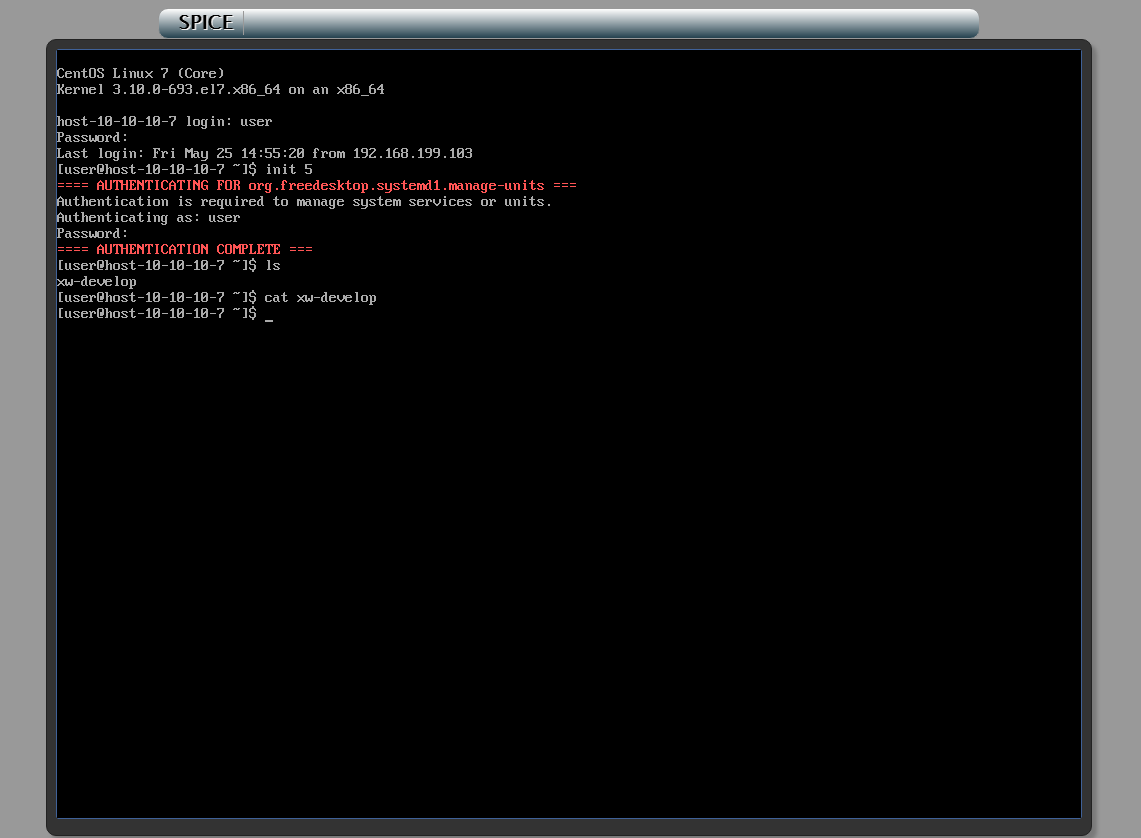 SPICE
CentOS Linux 7 (Core)
Kernel 3.10.0-693.el7.x86_64 on an x86_64
host-10-10-10-7 login: user
Password:
Last login: Fri May 25 14:55:20 from 192.168.199.103
[user@host-10-10-10-7 ~]$ init 5
==== AUTHENTICATING FOR org.freedesktop.systemd1.manage-units ===
Authentication is required to manage system services or units.
Authenticating as: user
Password:
==== AUTHENTICATION COMPLETE ===
[user@host-10-10-10-7 ~]$ ls
xw-develop
[user@host-10-10-10-7 ~]$ cat xw-develop
[user@host-10-10-10-7 ~]$ _